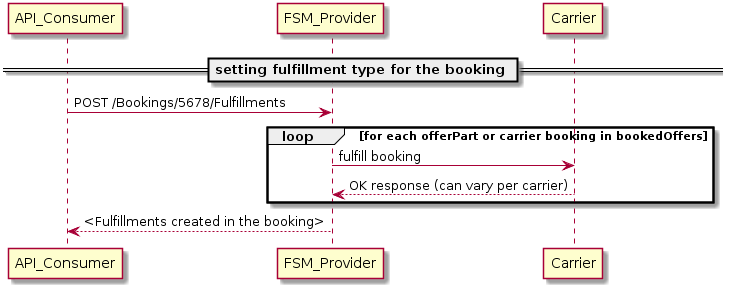 API_Consumer FSM_Provider Carrier
setting fulfillment type for the booking
POST /Bookings/5678/Fulfillments
loop [for each offerPart or carrier booking in bookedOffers]
fulfill booking
OK response (can vary per carrier)
<Fulfillments created in the booking>
API_Consumer FSM_Provider Carrier